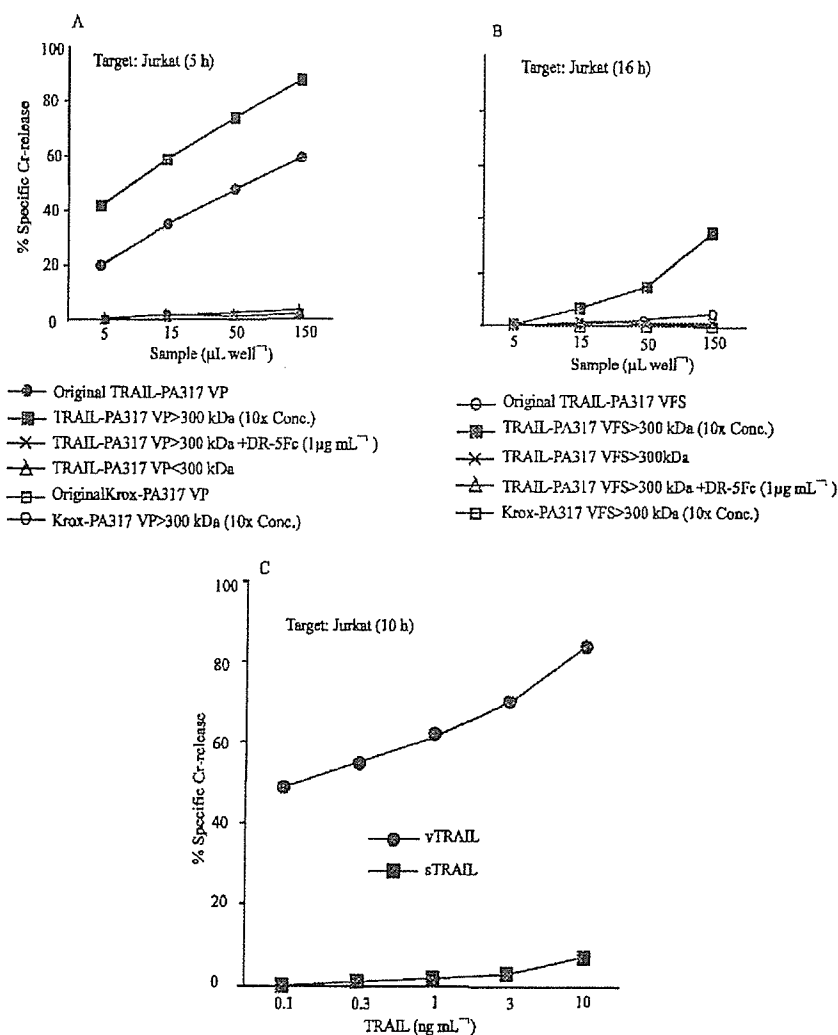 A
Target: Jurkat (5 h)
100
80
60
40
20
0
% Specific Cr-release
5 15 50 150
Sample (µL well⁻¹)
Original TRAIL-PA317 VP
TRAIL-PA317 VP>300 kDa (10x Conc.)
TRAIL-PA317 VP>300 kDa +DR-5Fc (1µg mL⁻¹)
TRAIL-PA317 VP<300 kDa
OriginalKrox-PA317 VP
Krox-PA317 VP>300 kDa (10x Conc.)
B
Target: Jurkat (16 h)
5 15 50 150
Sample (µL well⁻¹)
Original TRAIL-PA317 VFS
TRAIL-PA317 VFS>300 kDa (10x Conc.)
TRAIL-PA317 VFS>300kDa
TRAIL-PA317 VFS>300 kDa +DR-5Fc (1µg mL⁻¹)
Krox-PA317 VFS>300 kDa (10x Conc.)
C
Target: Jurkat (10 h)
100
80
60
40
20
0
% Specific Cr-release
vTRAIL
sTRAIL
0.1 0.3 1 3 10
TRAIL (ng mL⁻¹)